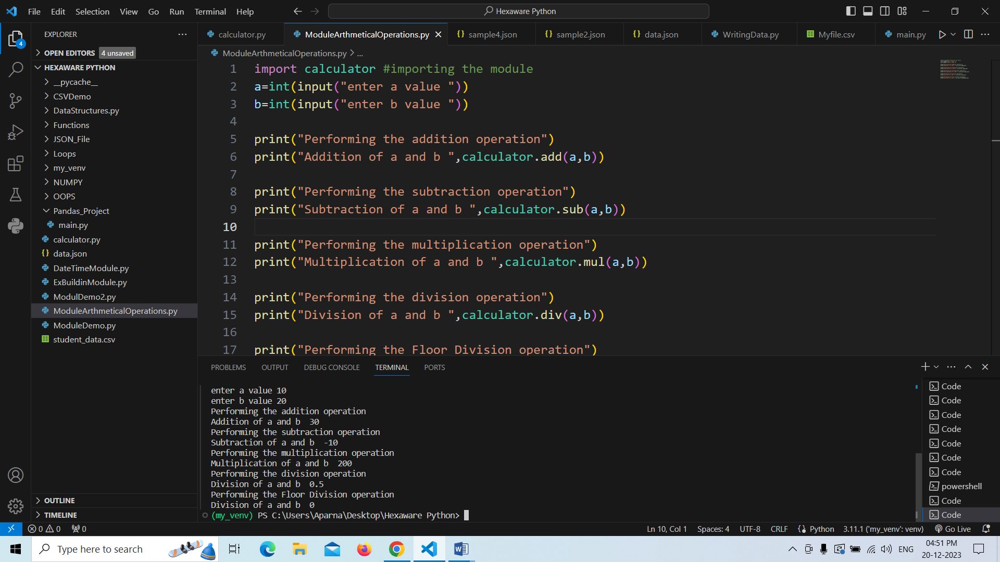 File Edit Selection View Go Run Terminal Help
Hexaware Python
EXPLORER
calculator.py
ModuleArthmeticalOperations.py
sample4.json
sample2.json
data.json
WritingData.py
Myfile.csv
main.py
4
OPEN EDITORS 4 unsaved
HEXAWARE PYTHON
__pycache__
CSVDemo
DataStructures.py
Functions
JSON_File
Loops
my_venv
NUMPY
OOPS
Pandas_Project
main.py
calculator.py
data.json
DateTimeModule.py
ExBuildinModule.py
ModulDemo2.py
ModuleArthmeticalOperations.py
ModuleDemo.py
student_data.csv
OUTLINE
TIMELINE
ModuleArthmeticalOperations.py > ...
1 import calculator #importing the module
2 a=int(input("enter a value "))
3 b=int(input("enter b value "))
4
5 print("Performing the addition operation")
6 print("Addition of a and b ",calculator.add(a,b))
7
8 print("Performing the subtraction operation")
9 print("Subtraction of a and b ",calculator.sub(a,b))
10
11 print("Performing the multiplication operation")
12 print("Multiplication of a and b ",calculator.mul(a,b))
13
14 print("Performing the division operation")
15 print("Division of a and b ",calculator.div(a,b))
16
17 print("Performing the Floor Division operation")
PROBLEMS OUTPUT DEBUG CONSOLE TERMINAL PORTS
enter a value 10
enter b value 20
Performing the addition operation
Addition of a and b  30
Performing the subtraction operation
Subtraction of a and b  -10
Performing the multiplication operation
Multiplication of a and b  200
Performing the division operation
Division of a and b  0.5
Performing the Floor Division operation
Division of a and b  0
(my_venv) PS C:\Users\Aparna\Desktop\Hexaware Python>
Code
Code
Code
Code
Code
Code
Code
powershell
Code
Code
0 0 0
Ln 10, Col 1 Spaces: 4 UTF-8 CRLF Python 3.11.1 ('my_venv': venv) Go Live
Type here to search
ENG
04:51 PM
20-12-2023